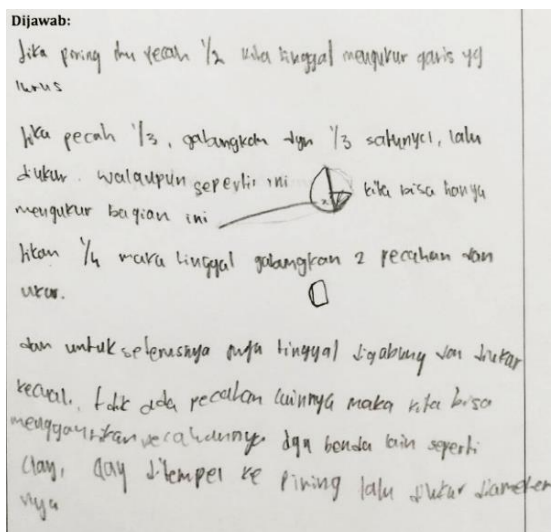 Dijawab:
Jika piring itu pecah 1/2 kita tinggal mengukur garis yg
lurus
Jika pecah 1/3, gabungkan dgn 1/3 satunya, lalu
diukur. walaupun seperti ini kita bisa hanya
mengukur bagian ini
Jikan 1/4 maka tinggal gabungkan 2 pecahan dan
ukur.
dan untuk seterusnya juga tinggal digabung dan diukur
kecuali, tdk ada pecahan lainnya maka kita bisa
menggantikan pecahannya dgn benda lain seperti
clay, clay ditempel ke piring lalu diukur diameter
nya